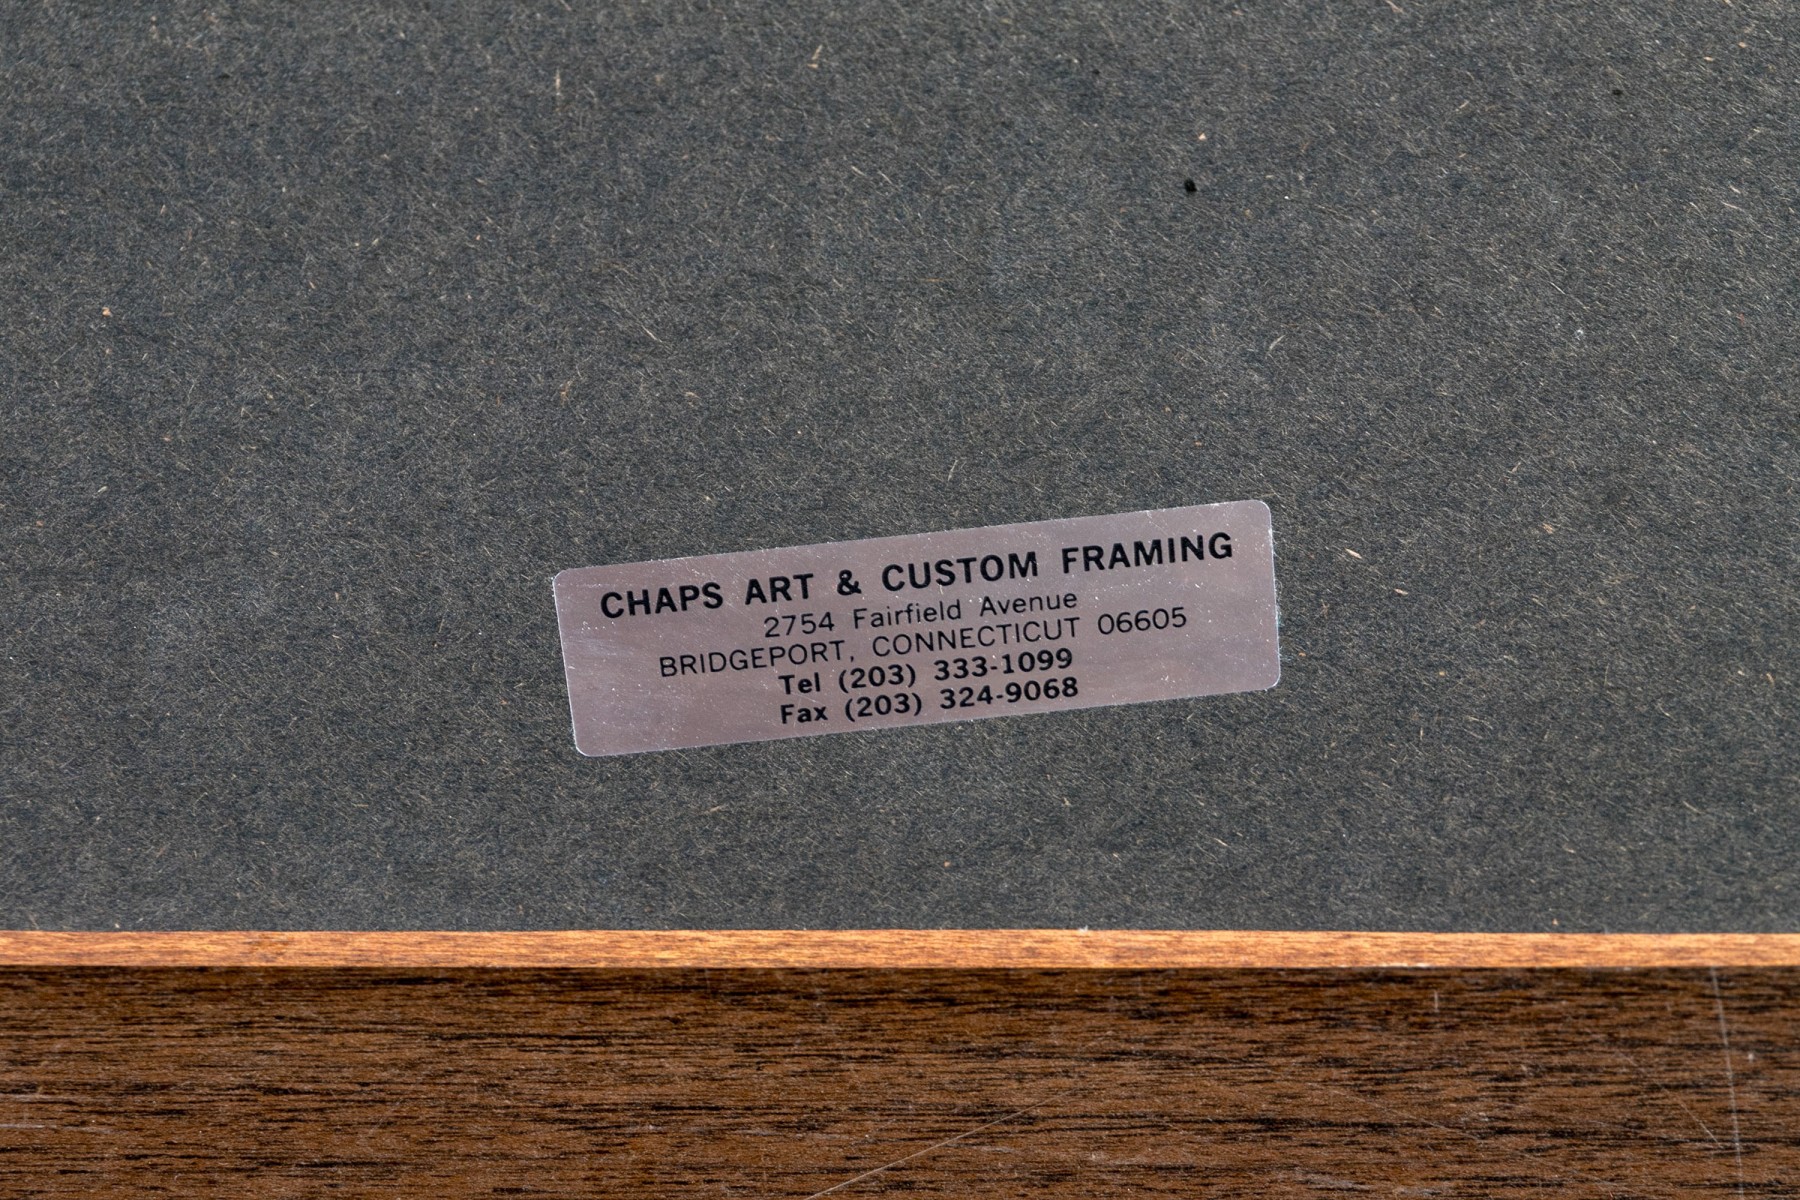 CHAPS ART & CUSTOM FRAMING
2754 Fairfield Avenue
BRIDGEPORT, CONNECTICUT 06605
Tel (203) 333-1099
Fax (203) 324-9068